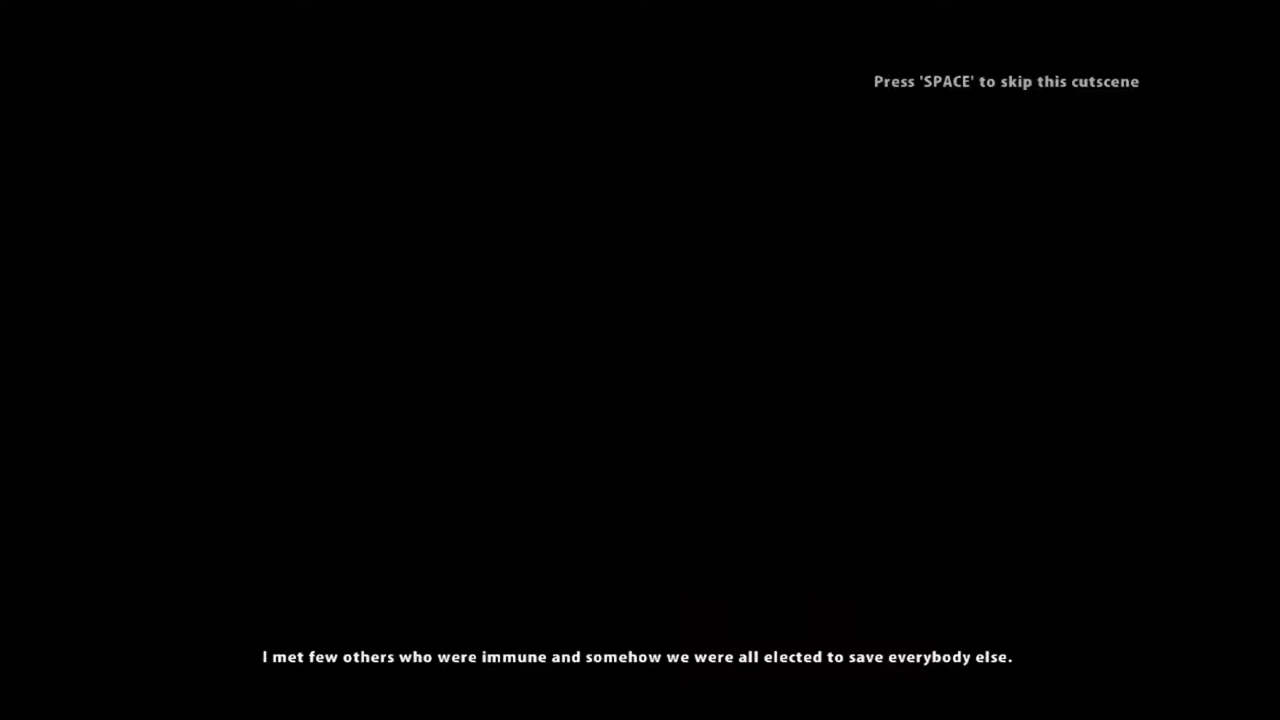 Press 'SPACE' to skip this cutscene
I met few others who were immune and somehow we were all elected to save everybody else.